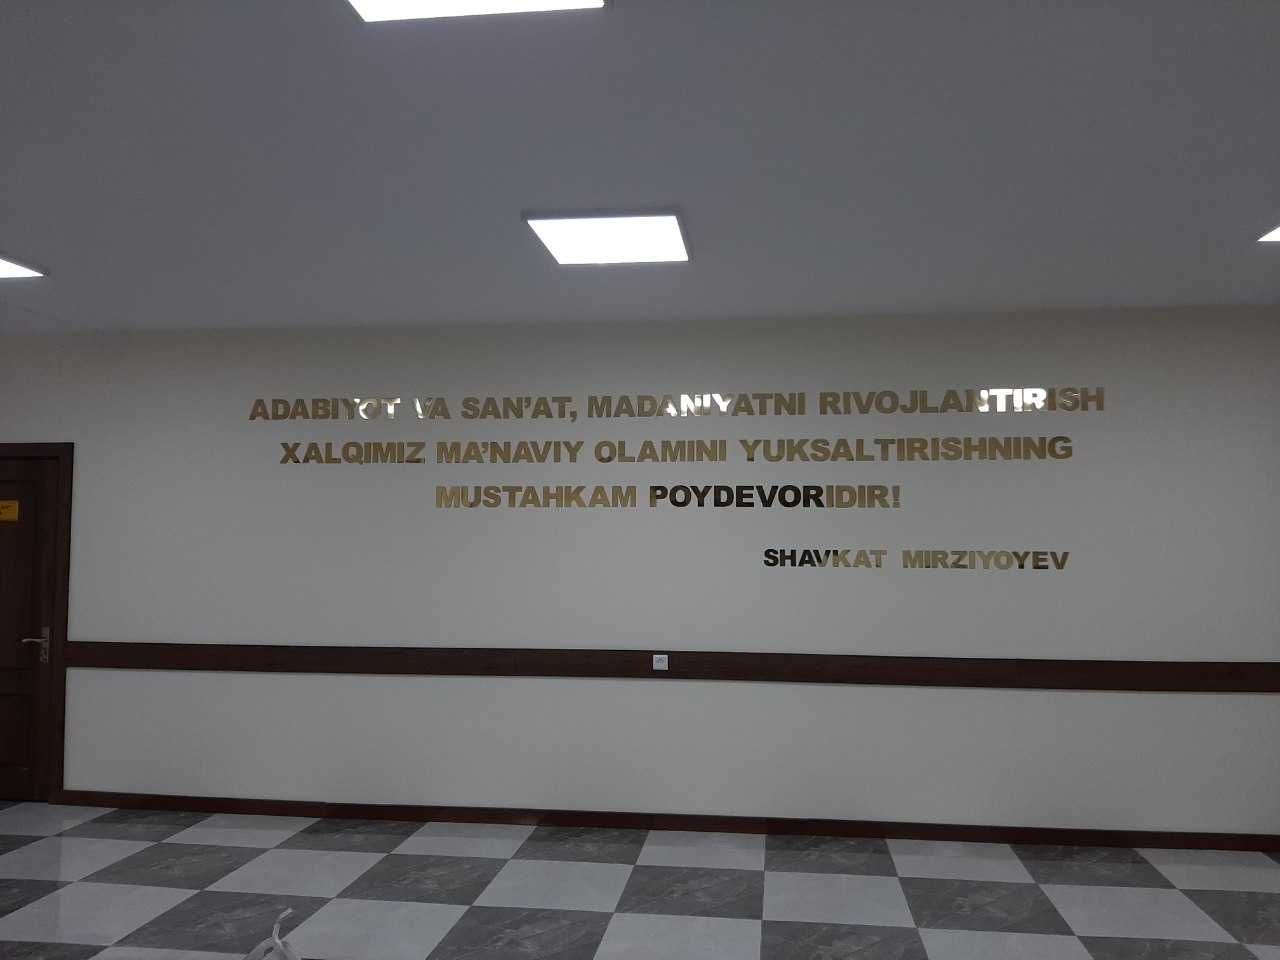 ADABIYOT VA SAN'AT, MADANIYATNI RIVOJLANTIRISH
XALQIMIZ MA'NAVIY OLAMINI YUKSALTIRISHNING
MUSTAHKAM POYDEVORIDIR!
SHAVKAT MIRZIYOYEV